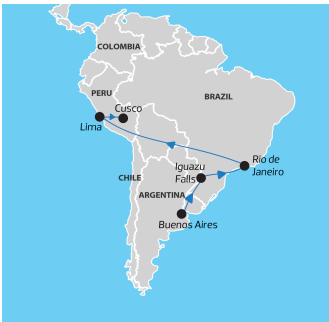 COLOMBIA
PERU
BRAZIL
Cusco
Lima
Rio de
Janeiro
Iguazu
Falls
CHILE
ARGENTINA
Buenos Aires